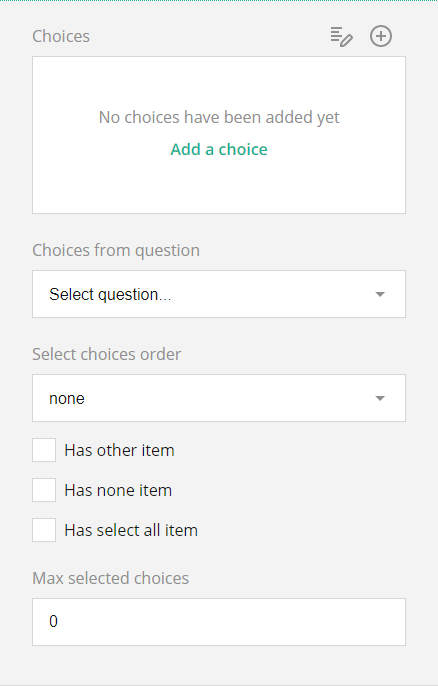 Choices
No choices have been added yet
Add a choice
Choices from question
Select question...
Select choices order
none
Has other item
Has none item
Has select all item
Max selected choices
0